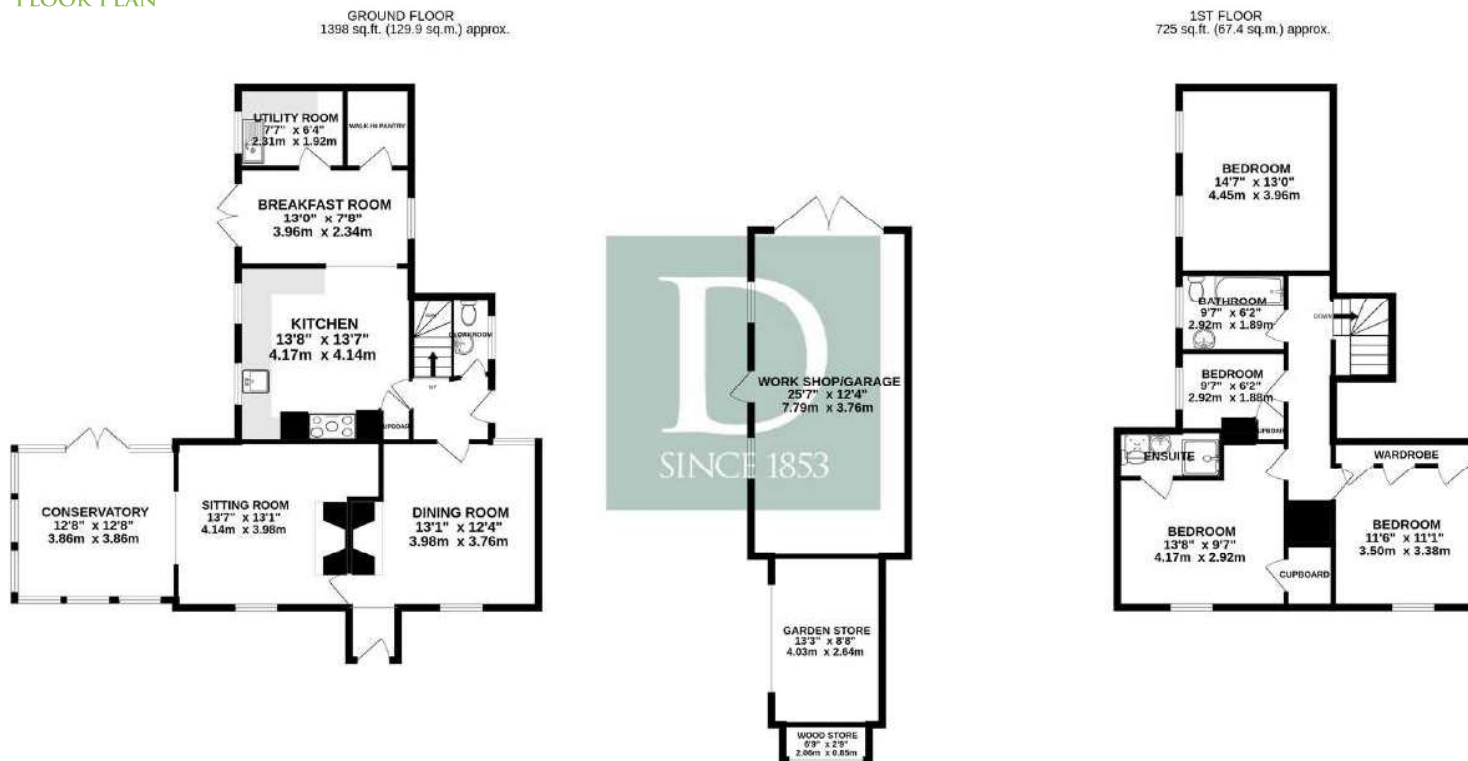 FLOOR PLAN
GROUND FLOOR
1398 sq.ft. (129.9 sq.m.) approx.
UTILITY ROOM
7'7" x 6'4"
2.31m x 1.92m
WALK-IN PANTRY
BREAKFAST ROOM
13'0" x 7'8"
3.96m x 2.34m
KITCHEN
13'8" x 13'7"
4.17m x 4.14m
CLOAKROOM
UP
CUPBOARD
CONSERVATORY
12'8" x 12'8"
3.86m x 3.86m
SITTING ROOM
13'7" x 13'1"
4.14m x 3.98m
DINING ROOM
13'1" x 12'4"
3.98m x 3.76m
D
SINCE 1853
WORK SHOP/GARAGE
25'7" x 12'4"
7.79m x 3.76m
GARDEN STORE
13'3" x 8'8"
4.03m x 2.64m
WOOD STORE
6'9" x 2'9"
2.06m x 0.85m
1ST FLOOR
725 sq.ft. (67.4 sq.m.) approx.
BEDROOM
14'7" x 13'0"
4.45m x 3.96m
BATHROOM
9'7" x 6'2"
2.92m x 1.89m
DOWN
BEDROOM
9'7" x 6'2"
2.92m x 1.88m
CUPBOARD
ENSUITE
WARDROBE
BEDROOM
13'8" x 9'7"
4.17m x 2.92m
BEDROOM
11'6" x 11'1"
3.50m x 3.38m
CUPBOARD